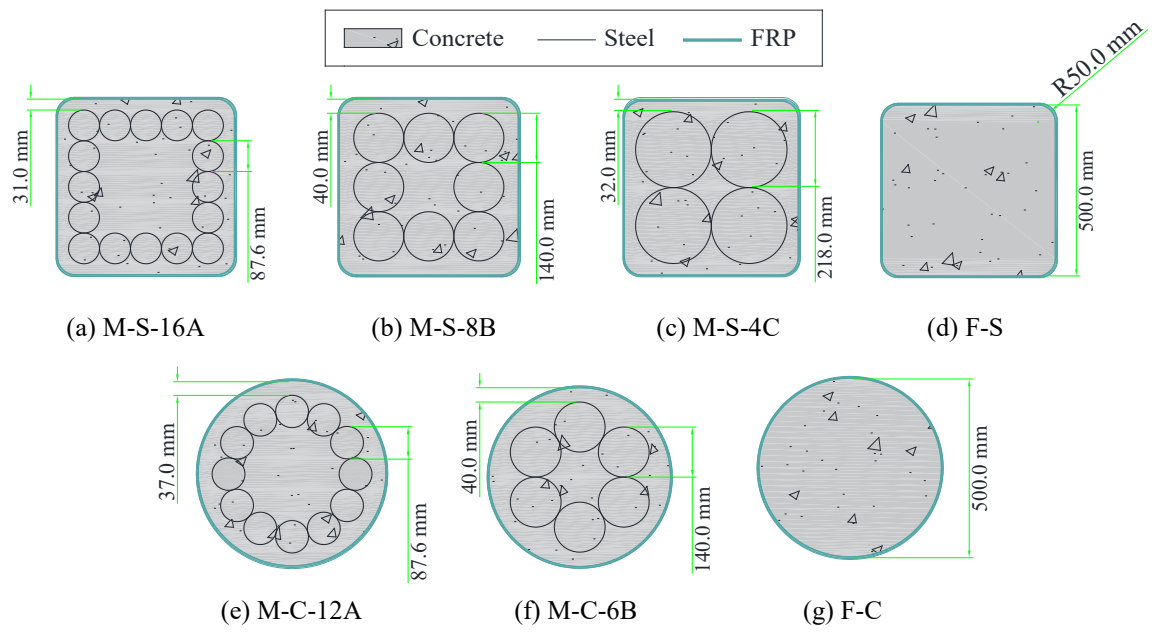 Concrete Steel FRP
31.0 mm
87.6 mm
40.0 mm
140.0 mm
32.0 mm
218.0 mm
R50.0 mm
500.0 mm
(a) M-S-16A
(b) M-S-8B
(c) M-S-4C
(d) F-S
37.0 mm
87.6 mm
40.0 mm
140.0 mm
500.0 mm
(e) M-C-12A
(f) M-C-6B
(g) F-C